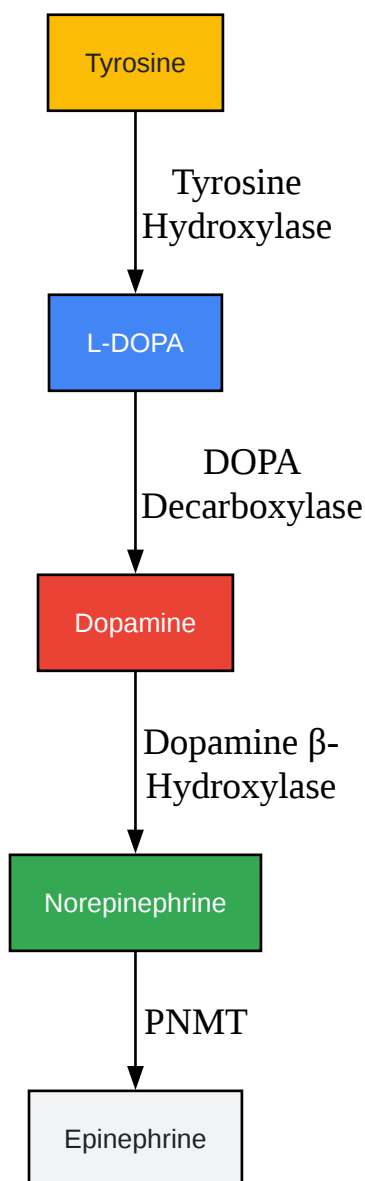 Tyrosine
Tyrosine
Hydroxylase
L-DOPA
DOPA
Decarboxylase
Dopamine
Dopamine β-
Hydroxylase
Norepinephrine
PNMT
Epinephrine